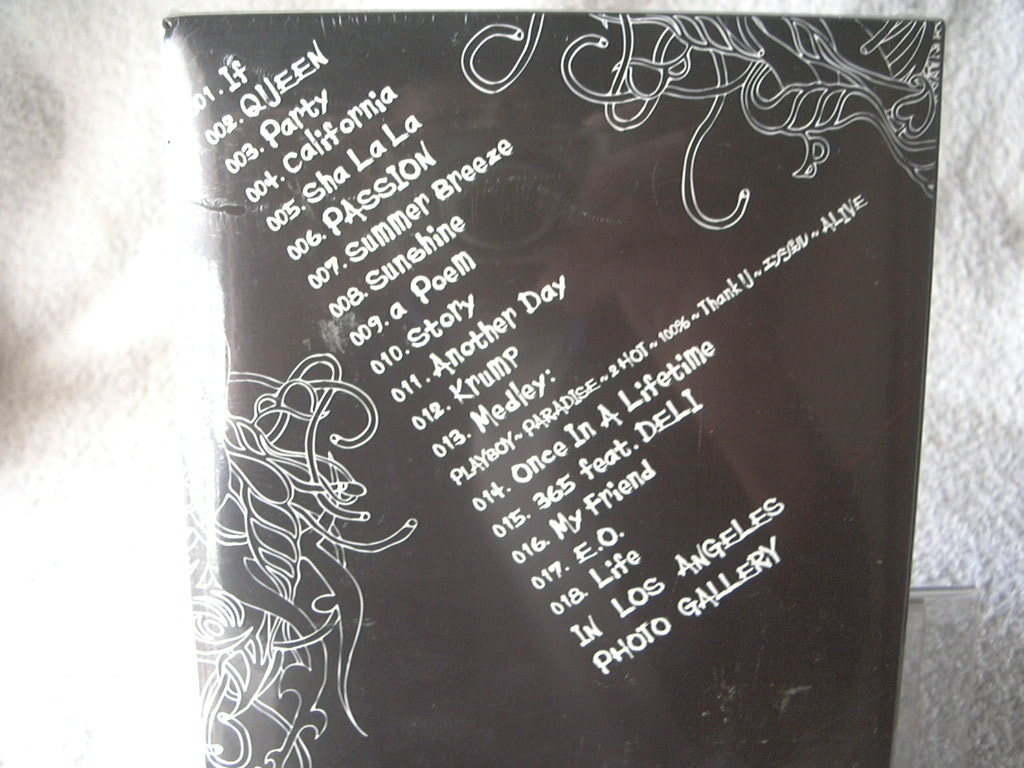 001. If
002. QUEEN
003. Party
004. California
005. Sha La La
006. PASSION
007. Summer Breeze
008. Sunshine
009. a Poem
010. Story
011. Another Day
012. Krump
013. Medley:
PLAYBOY ~ PARADISE ~ 2 HOT ~ 100% ~ Thank U ~ ~ ALIVE
014. Once In A Lifetime
015. 365 feat. DELI
016. My Friend
017. E.O.
018. Life
IN LOS ANGELES
PHOTO GALLERY